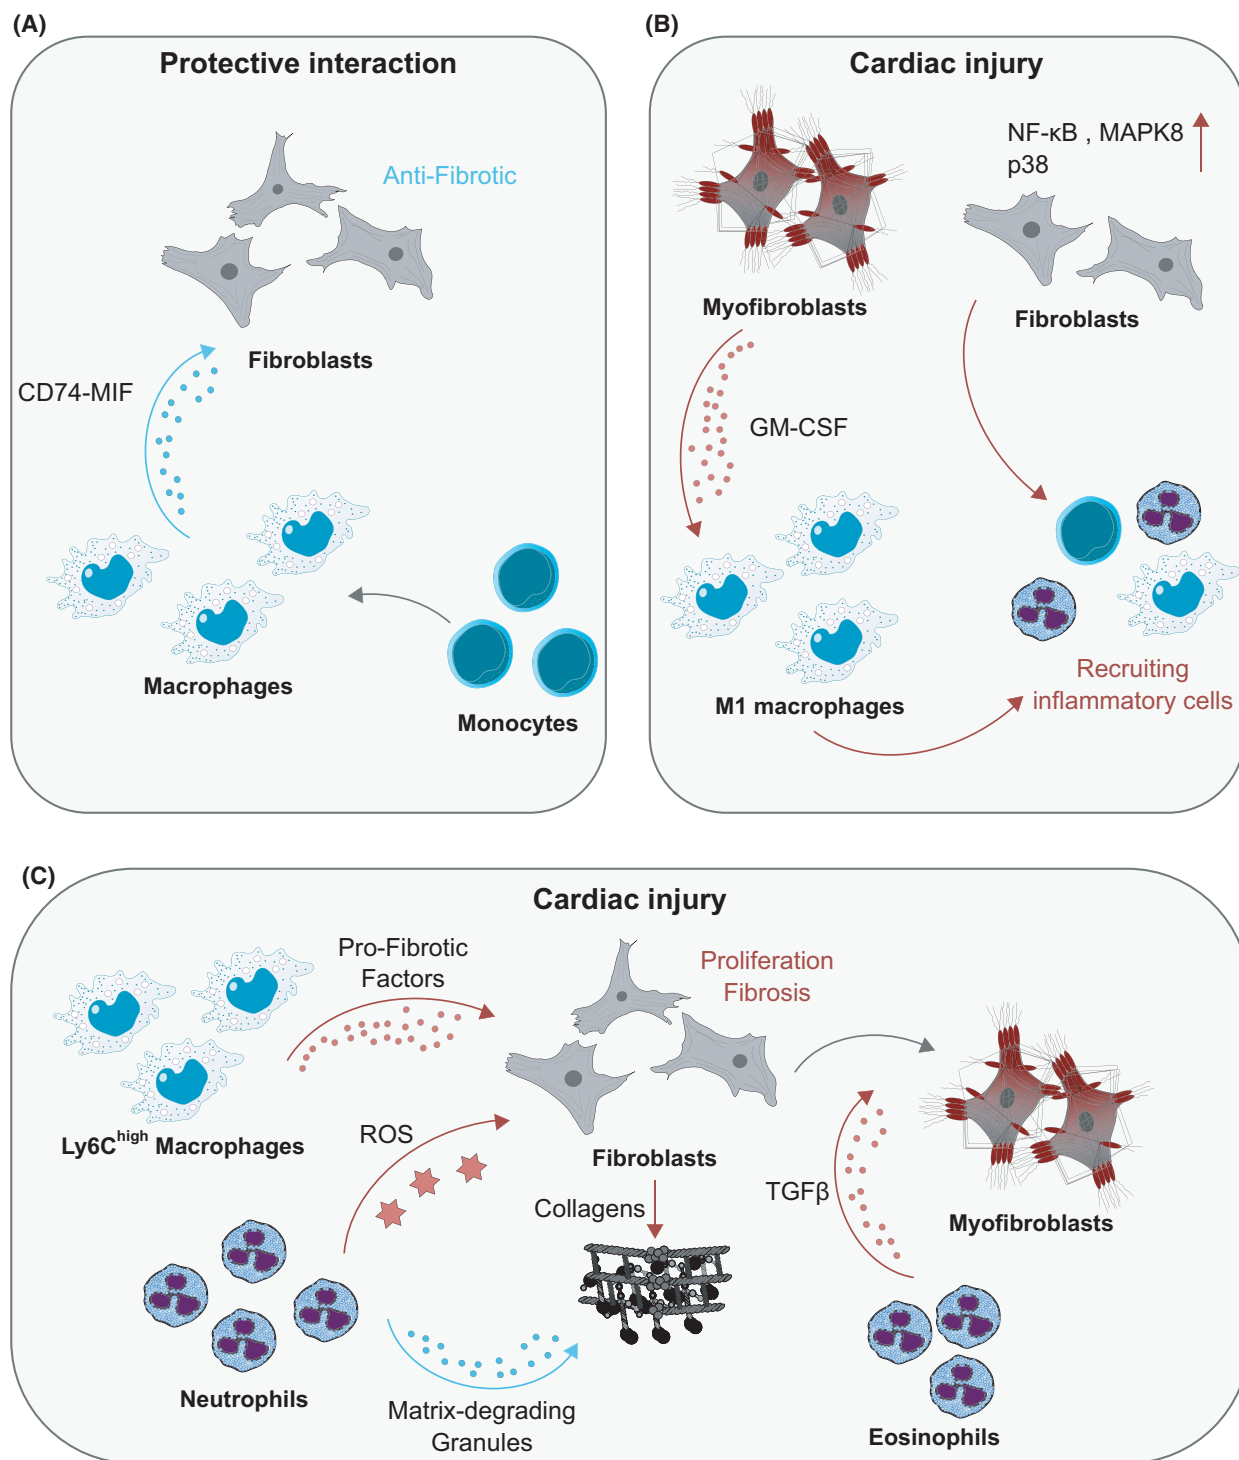 (A)
Protective interaction
Anti-Fibrotic
Fibroblasts
CD74-MIF
Macrophages
Monocytes
(B)
Cardiac injury
NF-κB , MAPK8
p38
Myofibroblasts
Fibroblasts
GM-CSF
M1 macrophages
Recruiting
inflammatory cells
(C)
Cardiac injury
Pro-Fibrotic
Factors
Proliferation
Fibrosis
Ly6Chigh Macrophages
ROS
Fibroblasts
Collagens
TGFβ
Myofibroblasts
Neutrophils
Matrix-degrading
Granules
Eosinophils